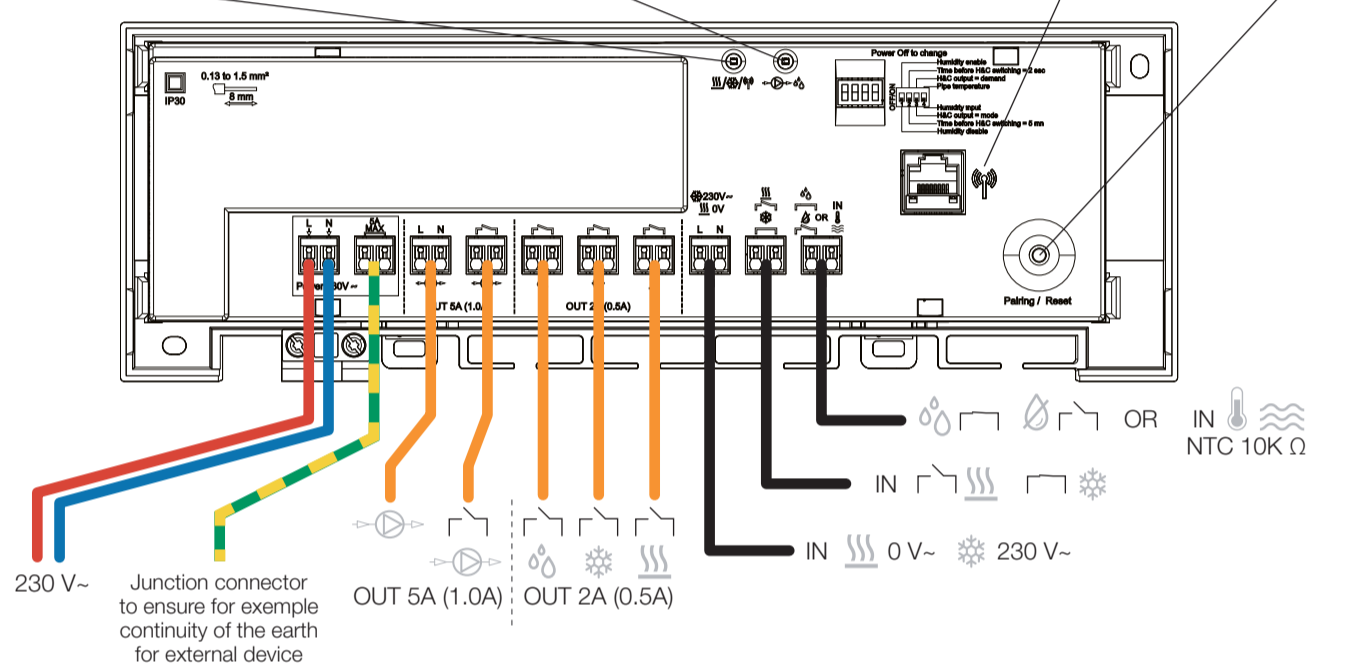 Power Off to change
Humidity enable
Time before H&C switching = 2 sec
H&C output = demand
Pipe temperature
OFF/ON
Humidity input
H&C output = mode
Time before H&C switching = 5 mn
Humidity disable
0.13 to 1.5 mm²
8 mm
IP30
230V~
0V
IN
OR
L N
5A
MAX
L N
L N
OUT 5A (1.0A)
OUT 2A (0.5A)
Pairing / Reset
OR IN
NTC 10K Ω
IN
IN 0 V~ 230 V~
230 V~
Junction connector
to ensure for exemple
continuity of the earth
for external device
OUT 5A (1.0A) OUT 2A (0.5A)